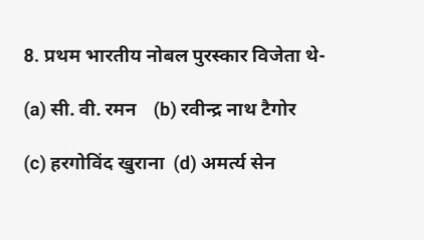 8. प्रथम भारतीय नोबल पुरस्कार विजेता थे-
(a) सी. वी. रमन (b) रवीन्द्र नाथ टैगोर
(c) हरगोविंद खुराना (d) अमर्त्य सेन